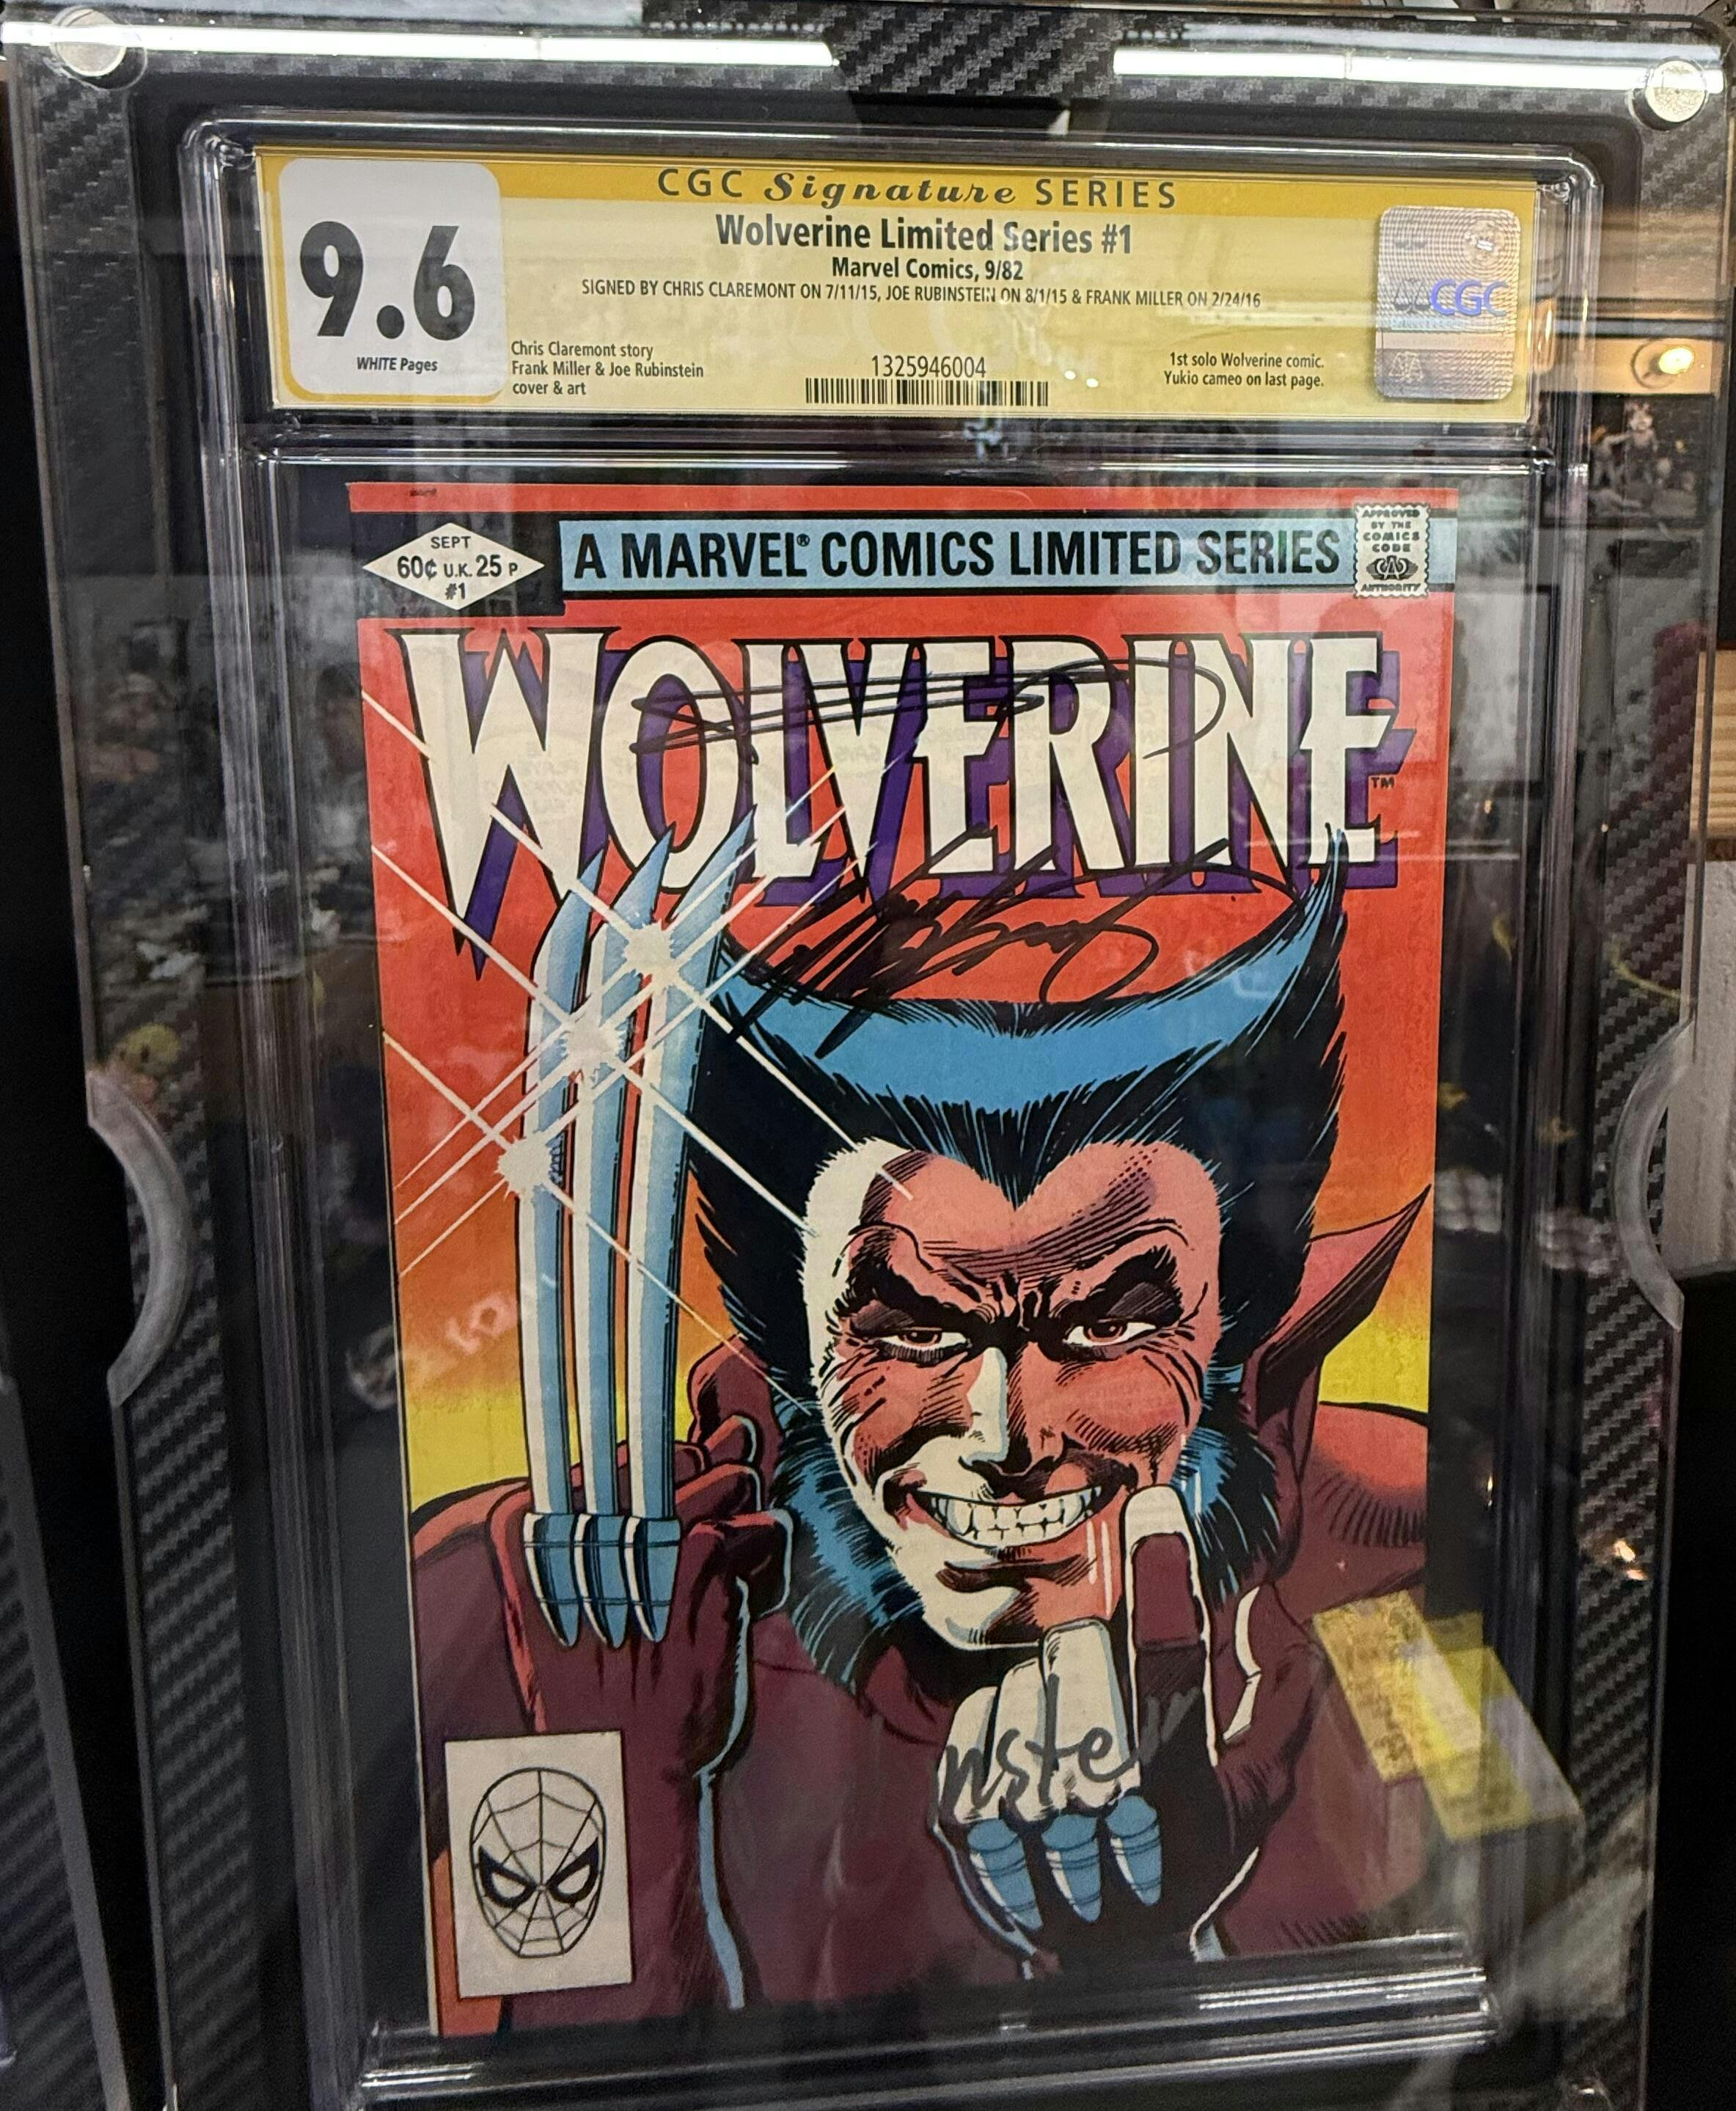 CGC Signature SERIES
9.6
WHITE Pages
Wolverine Limited Series #1
Marvel Comics, 9/82
SIGNED BY CHRIS CLAREMONT ON 7/11/15, JOE RUBINSTEIN ON 8/1/15 & FRANK MILLER ON 2/24/16
Chris Claremont story
Frank Miller & Joe Rubinstein
cover & art
1325946004
1st solo Wolverine comic.
Yukio cameo on last page.
CGC
SEPT
60¢ U.K. 25 P
#1
A MARVEL® COMICS LIMITED SERIES
APPROVED
BY THE
COMICS
CODE
CA
AUTHORITY
WOLVERINE
TM